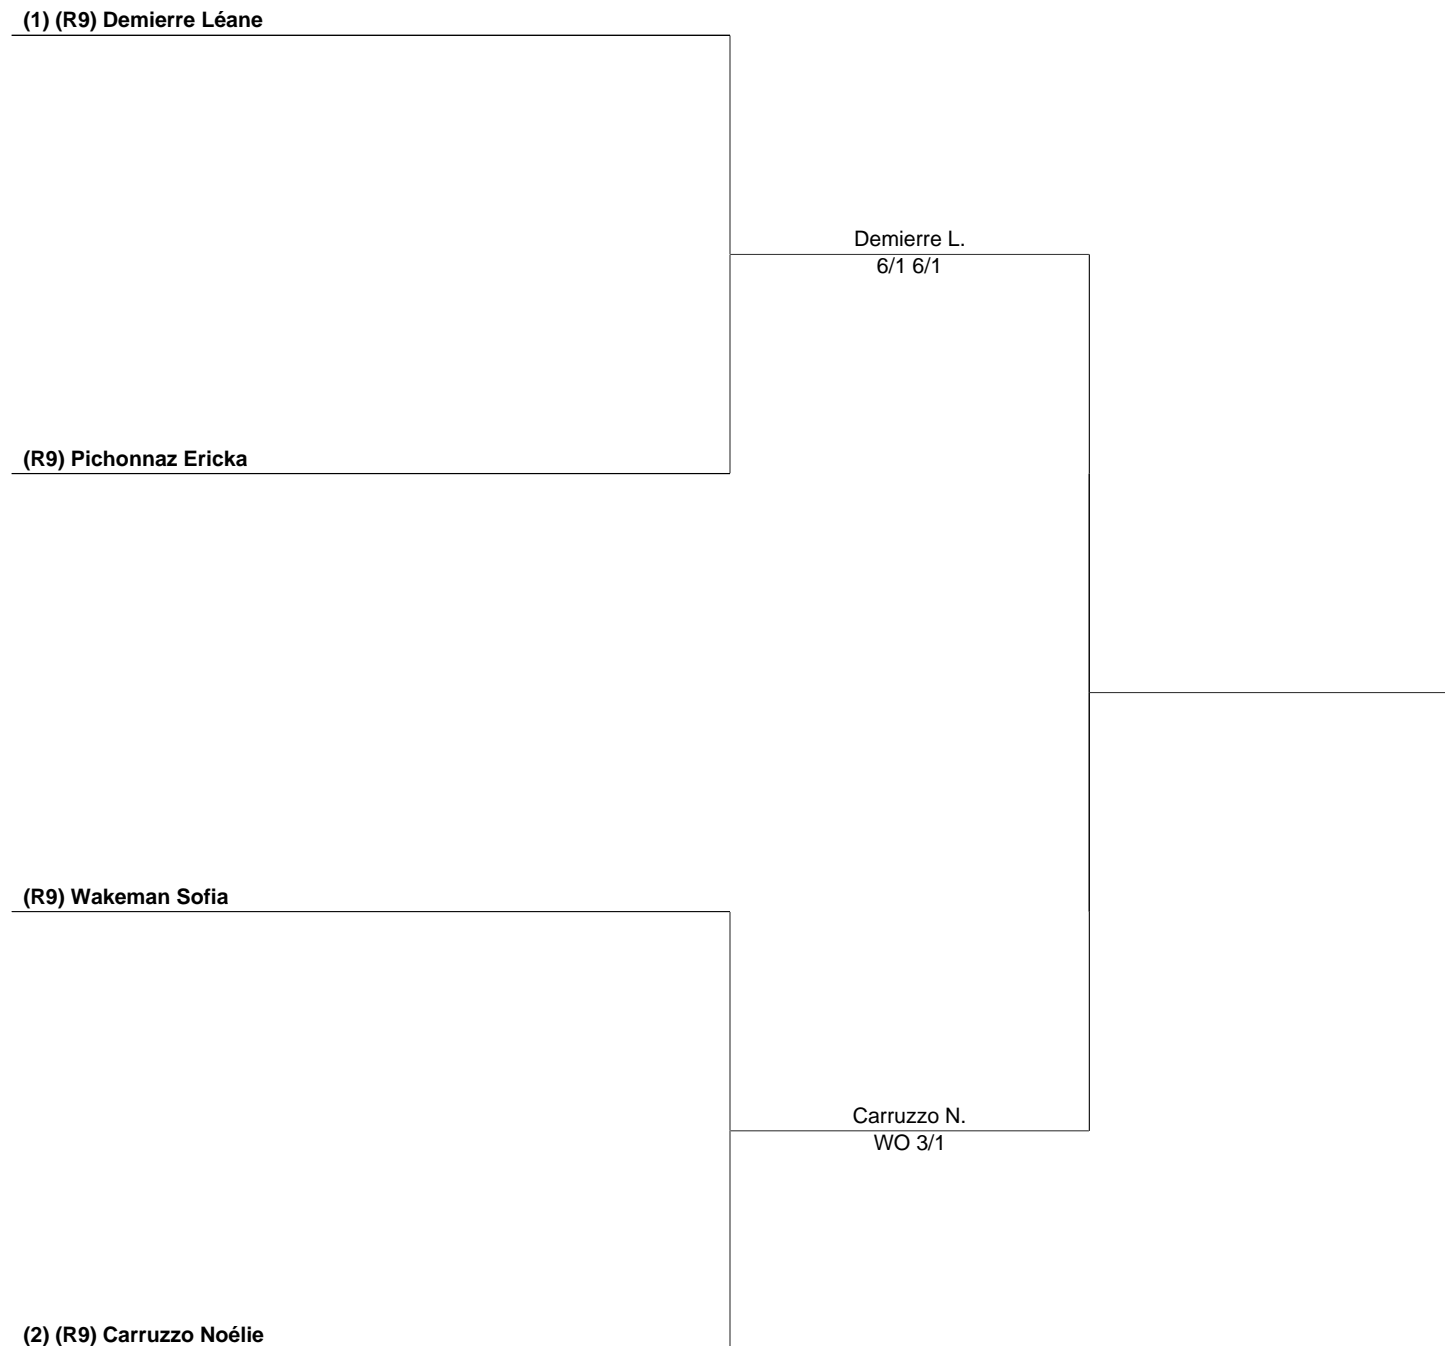 (1) (R9) Demierre Léane
Demierre L.
6/1 6/1
(R9) Pichonnaz Ericka
(R9) Wakeman Sofia
Carruzzo N.
WO 3/1
(2) (R9) Carruzzo Noélie